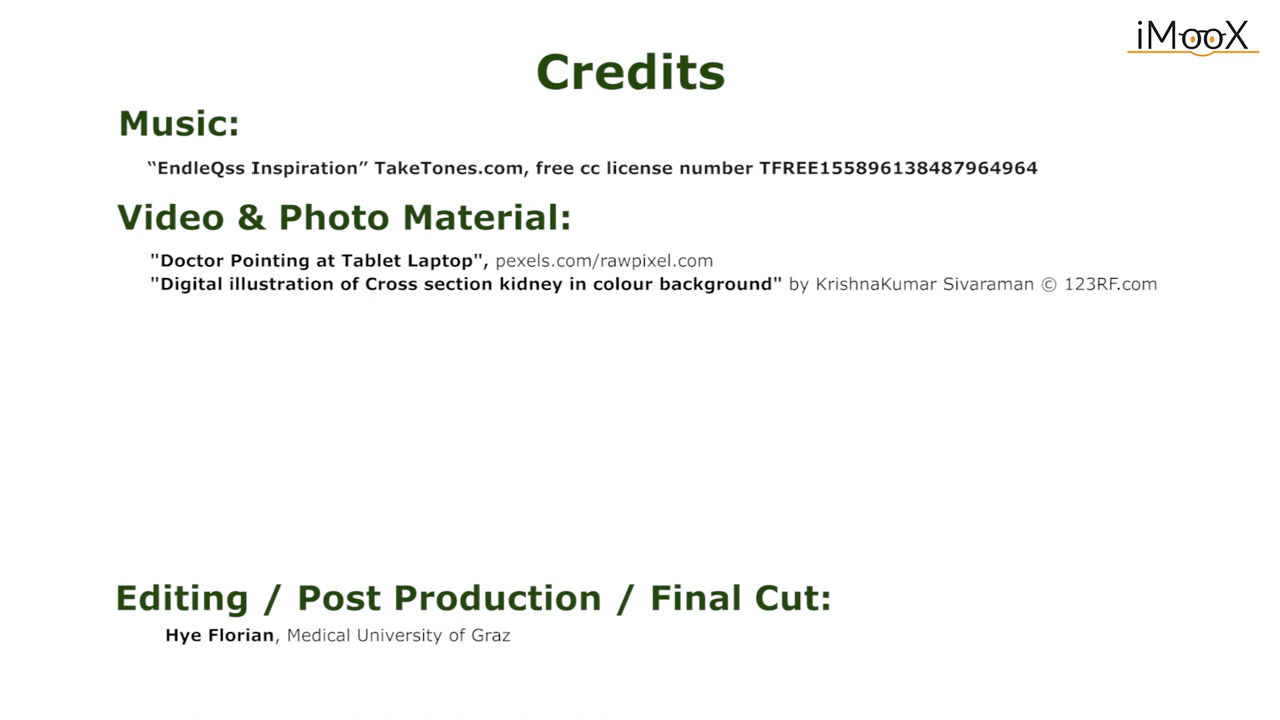 iMooX
Credits
Music:
“EndleQss Inspiration” TakeTones.com, free cc license number TFREE155896138487964964
Video & Photo Material:
"Doctor Pointing at Tablet Laptop", pexels.com/rawpixel.com
"Digital illustration of Cross section kidney in colour background" by KrishnaKumar Sivaraman © 123RF.com
Editing / Post Production / Final Cut:
Hye Florian, Medical University of Graz